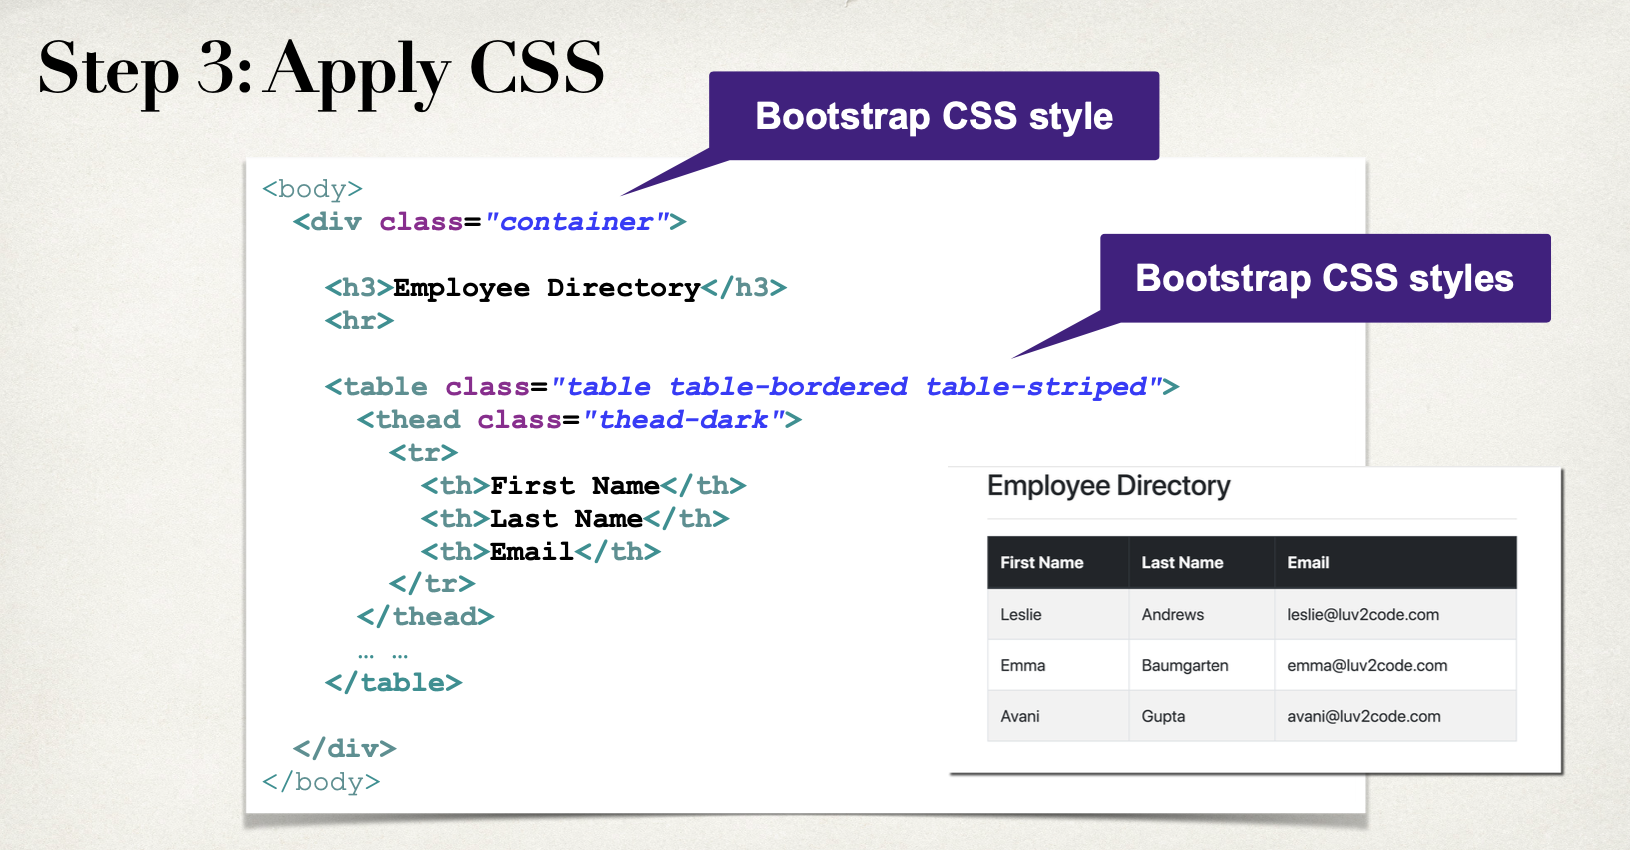 Step 3: Apply CSS
Bootstrap CSS style
<body>
<div class="container">
Bootstrap CSS styles
<h3>Employee Directory</h3>
<hr>
<table class="table table-bordered table-striped">
<thead class="thead-dark">
<tr>
<th>First Name</th>
<th>Last Name</th>
<th>Email</th>
</tr>
</thead>
… …
</table>
</div>
</body>
Employee Directory
First Name Last Name Email
Leslie Andrews leslie@luv2code.com
Emma Baumgarten emma@luv2code.com
Avani Gupta avani@luv2code.com